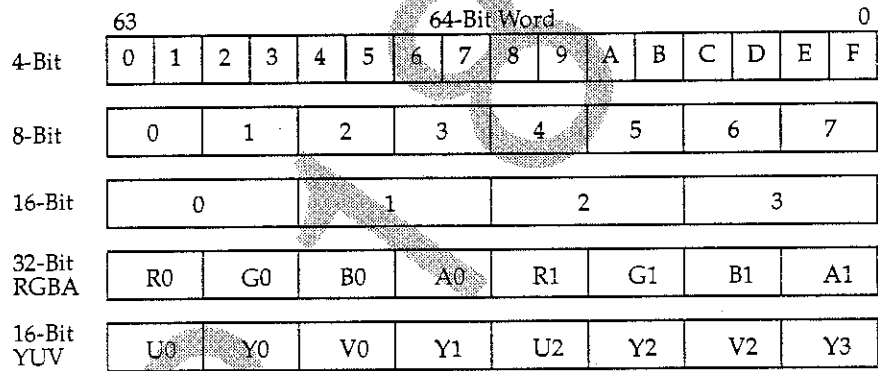 63 64-Bit Word 0
4-Bit 0 1 2 3 4 5 6 7 8 9 A B C D E F
8-Bit 0 1 2 3 4 5 6 7
16-Bit 0 1 2 3
32-Bit
RGBA R0 G0 B0 A0 R1 G1 B1 A1
16-Bit
YUV U0 Y0 V0 Y1 U2 Y2 V2 Y3